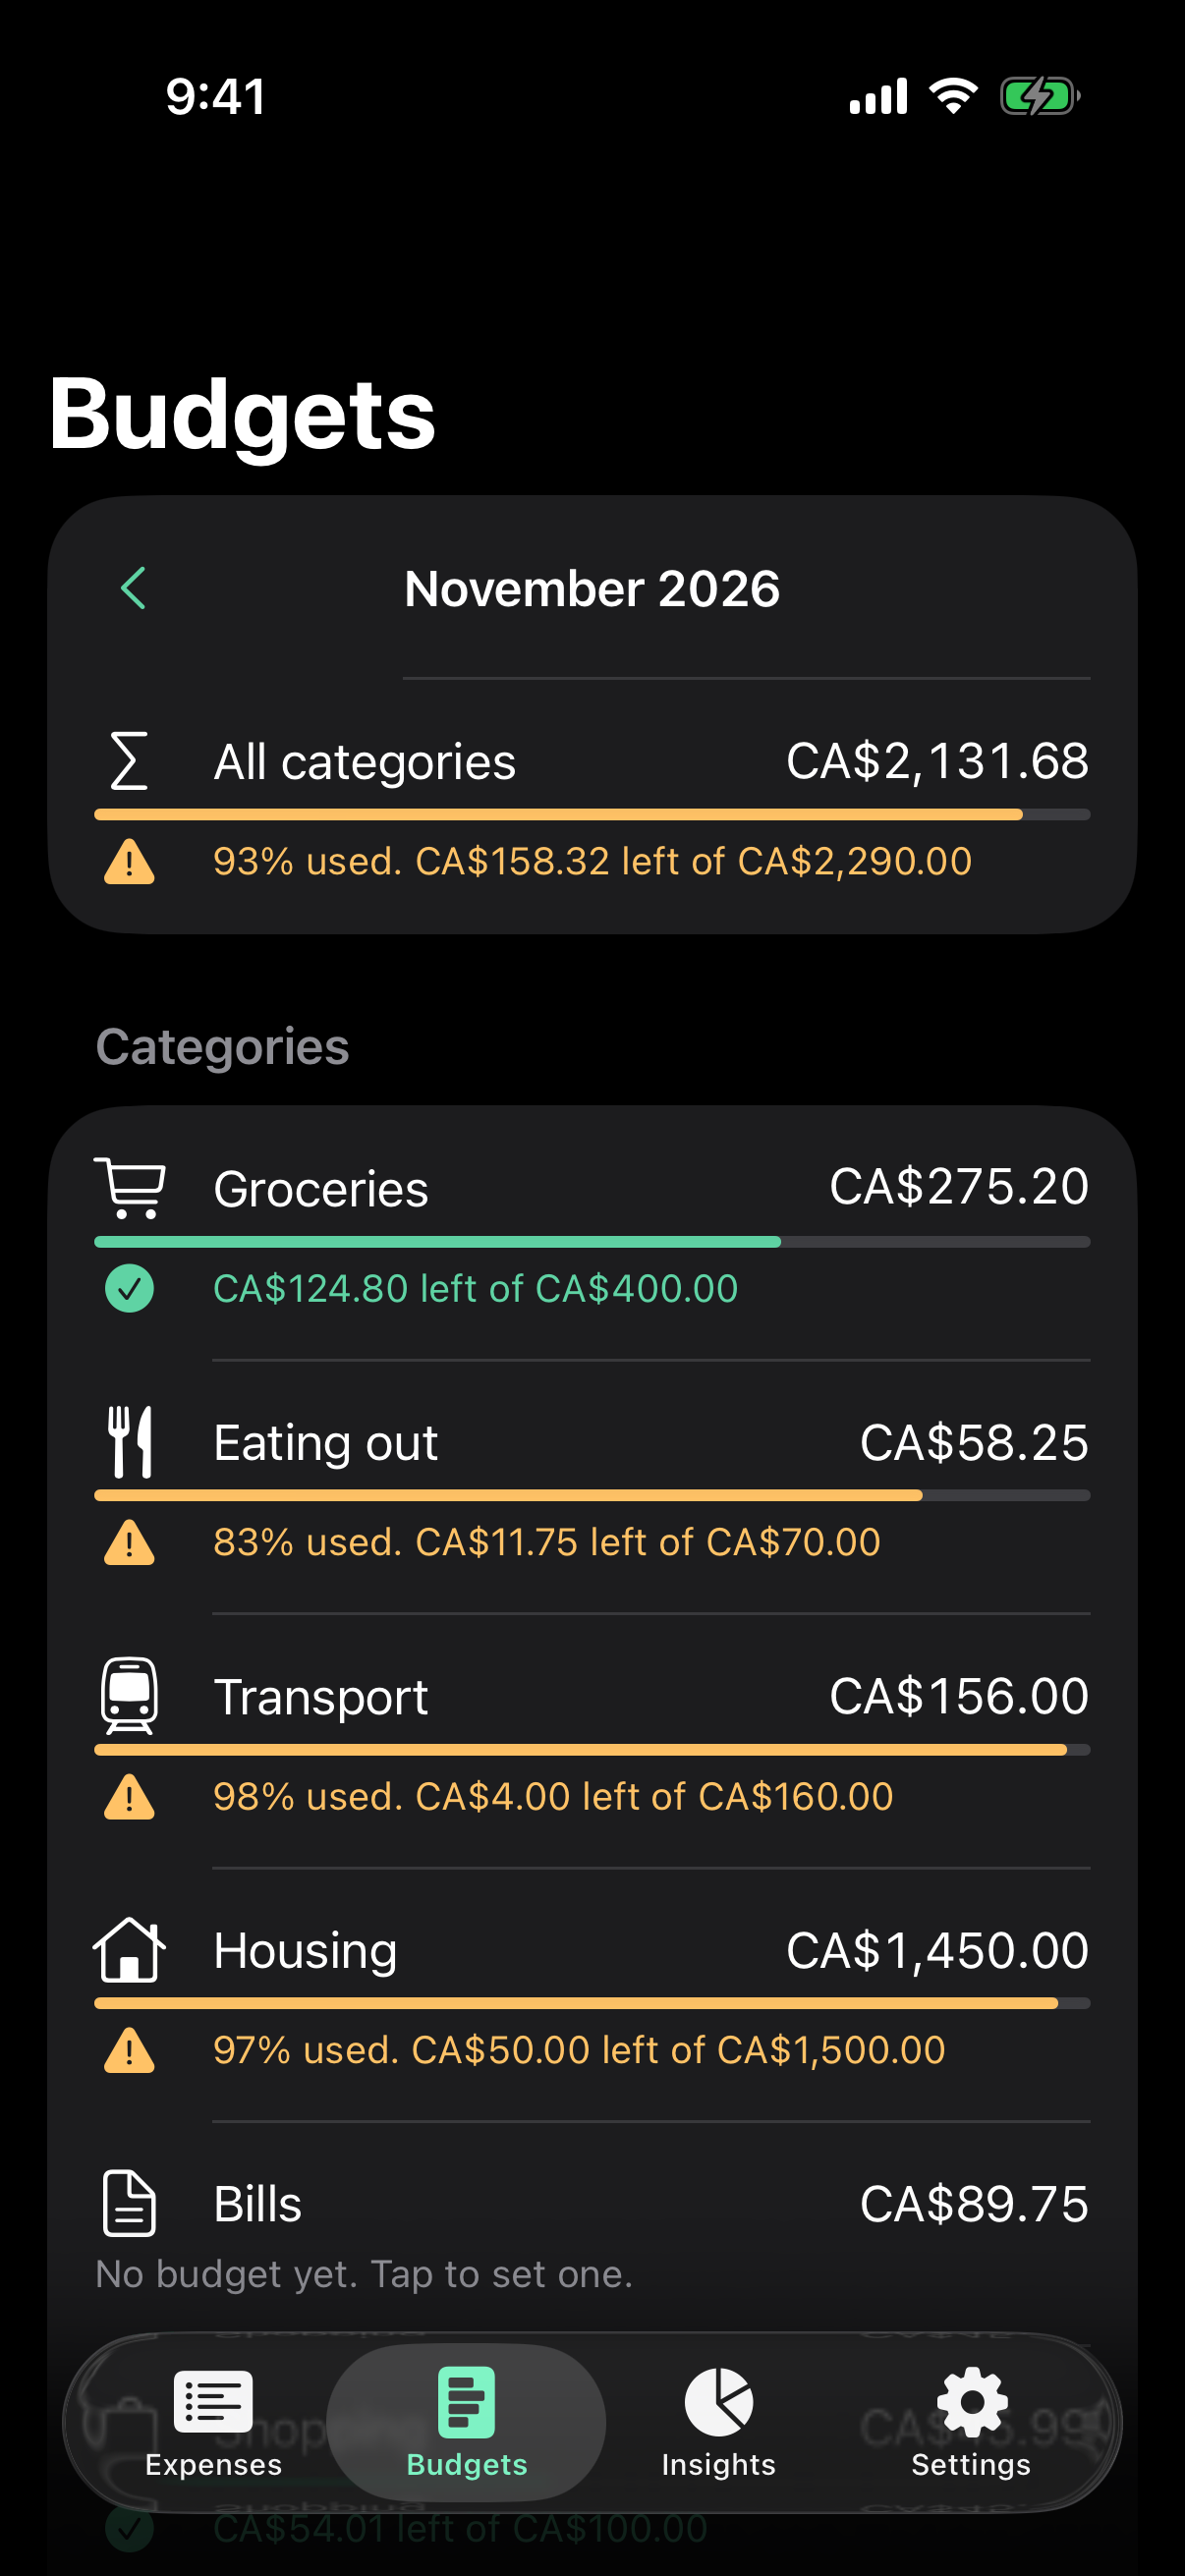 9:41
Budgets
November 2026
All categories CA$2,131.68
93% used. CA$158.32 left of CA$2,290.00
Categories
Groceries CA$275.20
CA$124.80 left of CA$400.00
Eating out CA$58.25
83% used. CA$11.75 left of CA$70.00
Transport CA$156.00
98% used. CA$4.00 left of CA$160.00
Housing CA$1,450.00
97% used. CA$50.00 left of CA$1,500.00
Bills CA$89.75
No budget yet. Tap to set one.
Expenses Budgets Insights Settings
CA$54.01 left of CA$100.00